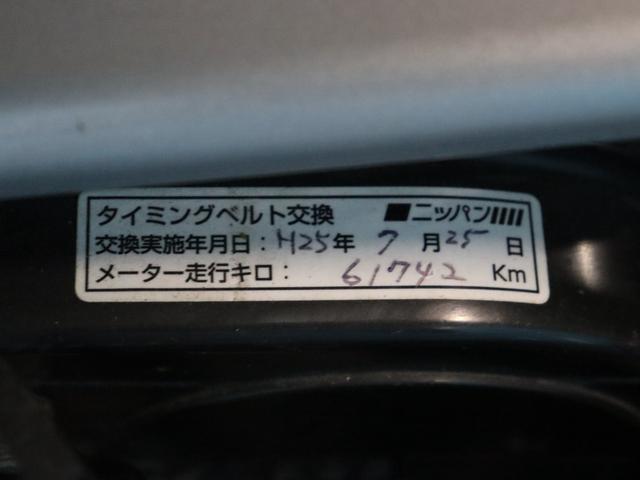 タイミングベルト交換 ニッパン
交換実施年月日:H25年 7月25日
メーター走行キロ: 61742 Km